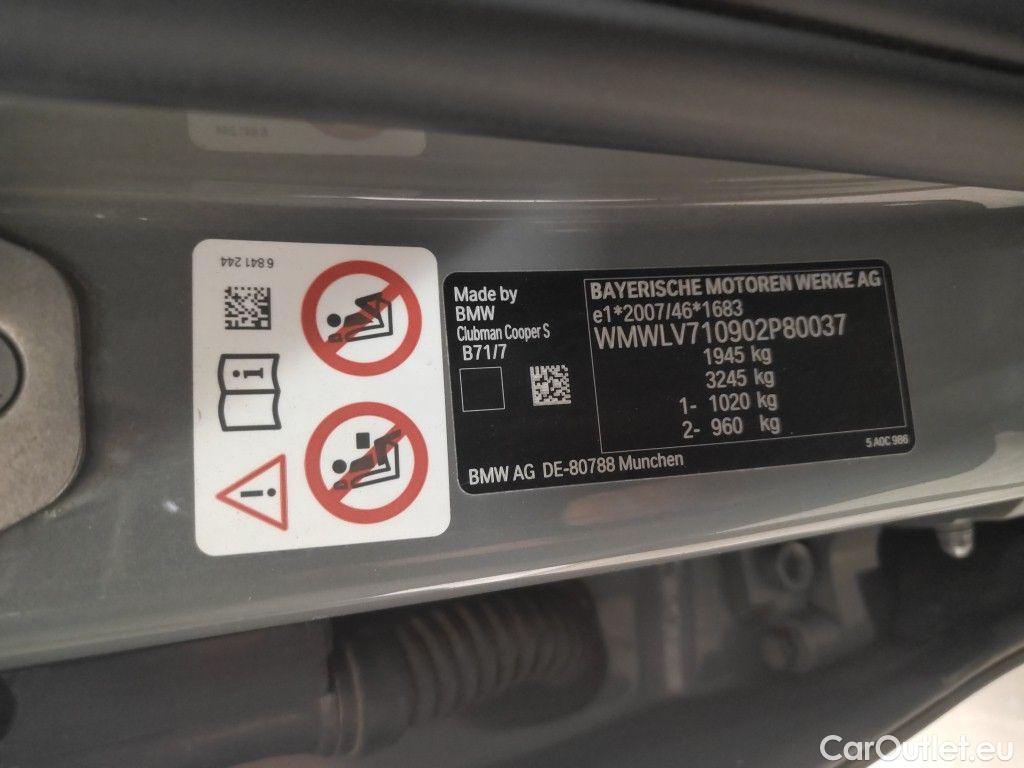 6 841 244
Made by
BMW
Clubman Cooper S
B71/7
BAYERISCHE MOTOREN WERKE AG
e1*2007/46*1683
WMWLV710902P80037
1945 kg
3245 kg
1- 1020 kg
2- 960 kg
5 A0C 986
BMW AG DE-80788 Munchen
CarOutlet.eu